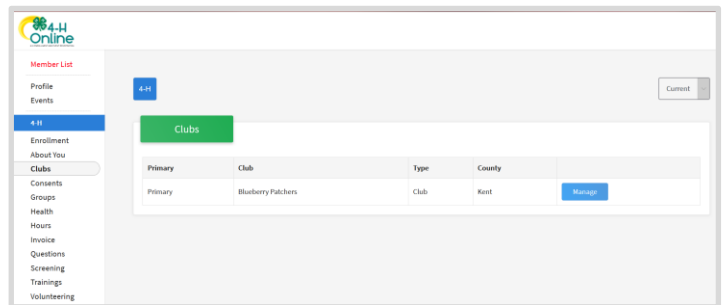 4-H
Online
Member List
Profile
Events
4-H
Enrollment
About You
Clubs
Consents
Groups
Health
Hours
Invoice
Questions
Screening
Trainings
Volunteering
4-H
Current
Clubs
Primary Club Type County
Primary Blueberry Patchers Club Kent Manage